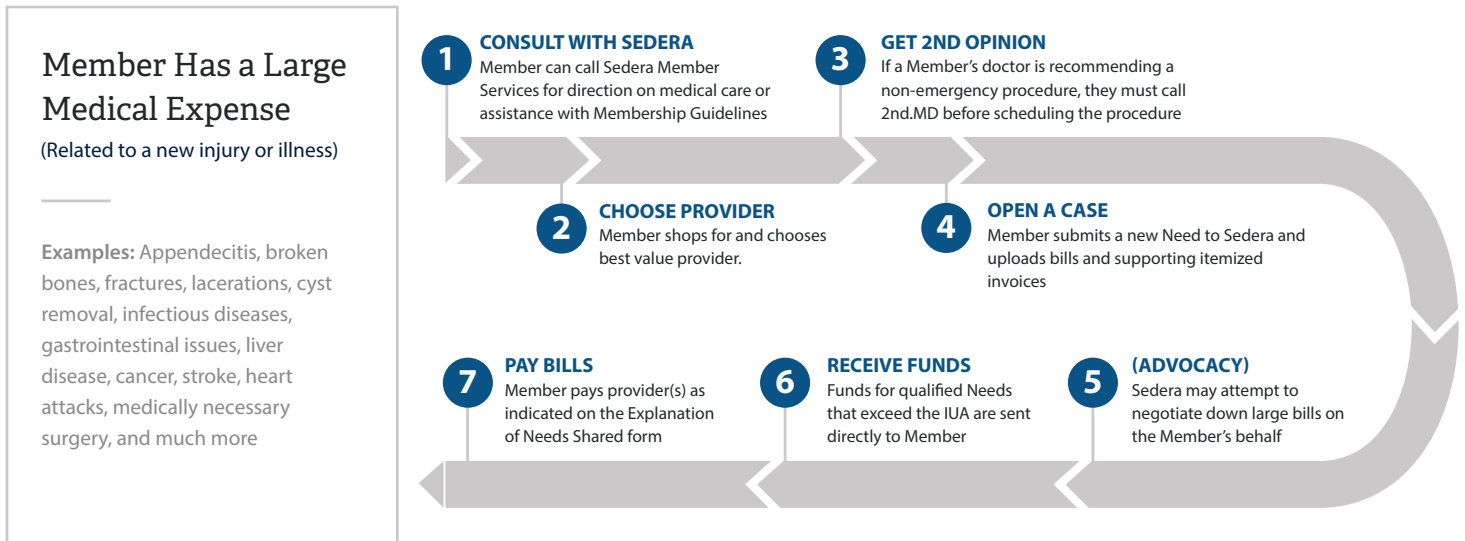 Member Has a Large
Medical Expense
(Related to a new injury or illness)
Examples: Appendecitis, broken
bones, fractures, lacerations, cyst
removal, infectious diseases,
gastrointestinal issues, liver
disease, cancer, stroke, heart
attacks, medically necessary
surgery, and much more
1
CONSULT WITH SEDERA
Member can call Sedera Member
Services for direction on medical care or
assistance with Membership Guidelines
2
CHOOSE PROVIDER
Member shops for and chooses
best value provider.
3
GET 2ND OPINION
If a Member's doctor is recommending a
non-emergency procedure, they must call
2nd.MD before scheduling the procedure
4
OPEN A CASE
Member submits a new Need to Sedera and
uploads bills and supporting itemized
invoices
5
(ADVOCACY)
Sedera may attempt to
negotiate down large bills on
the Member's behalf
6
RECEIVE FUNDS
Funds for qualified Needs
that exceed the IUA are sent
directly to Member
7
PAY BILLS
Member pays provider(s) as
indicated on the Explanation
of Needs Shared form